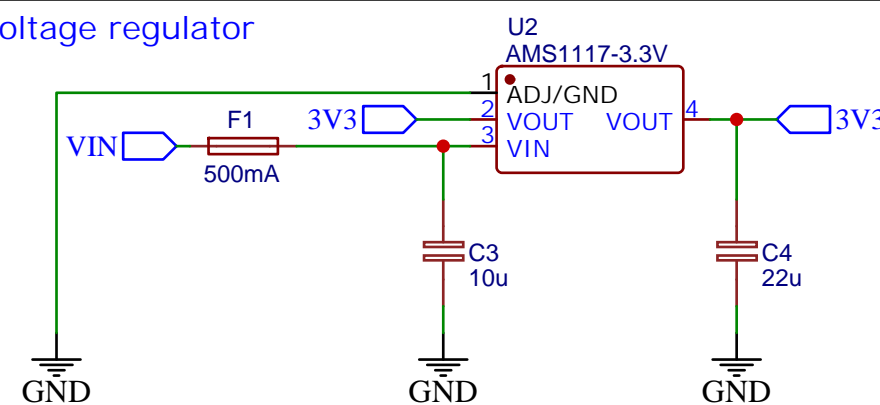 oltage regulator
U2
AMS1117-3.3V
1
ADJ/GND
2
VOUT
VOUT
4
3
VIN
3V3
3V3
VIN
F1
500mA
C3
10u
C4
22u
GND
GND
GND